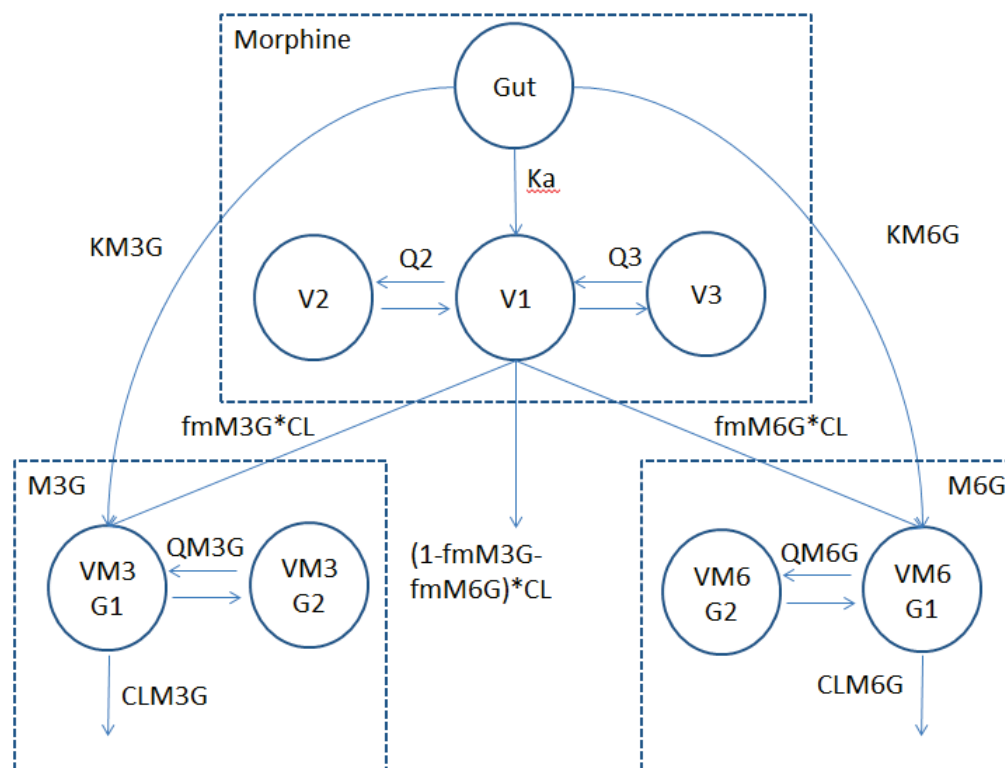 Morphine
Gut
Ka
KM3G
KM6G
Q2
Q3
V2
V1
V3
fmM3G*CL
fmM6G*CL
M3G
M6G
QM3G
VM3
G1
VM3
G2
(1-fmM3G-
fmM6G)*CL
QM6G
VM6
G2
VM6
G1
CLM3G
CLM6G